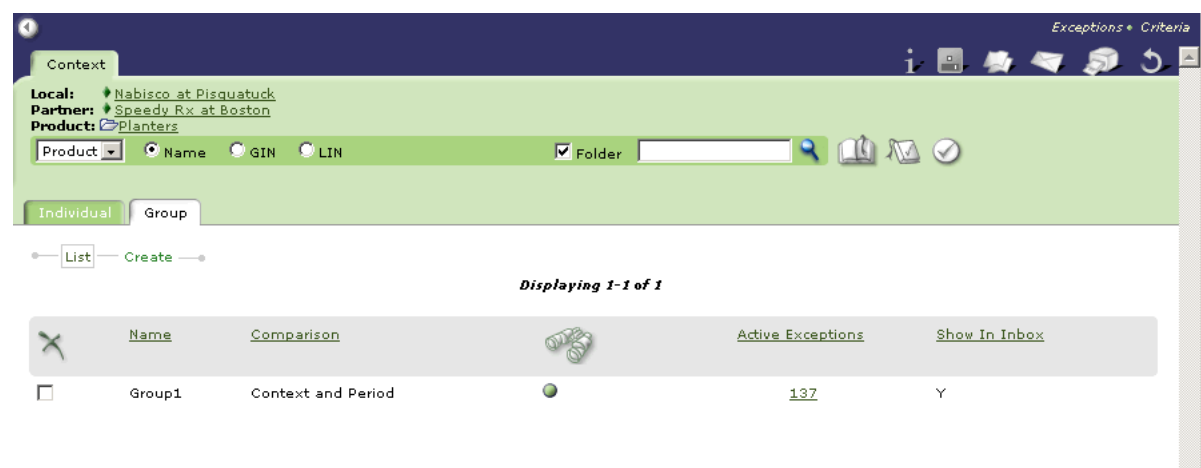 Exceptions • Criteria
Context
Local: Nabisco at Pisquatuck
Partner: Speedy Rx at Boston
Product: Planters
Product Name GIN LIN Folder
Individual Group
List Create
Displaying 1-1 of 1
Name Comparison Active Exceptions Show In Inbox
Group1 Context and Period 137 Y